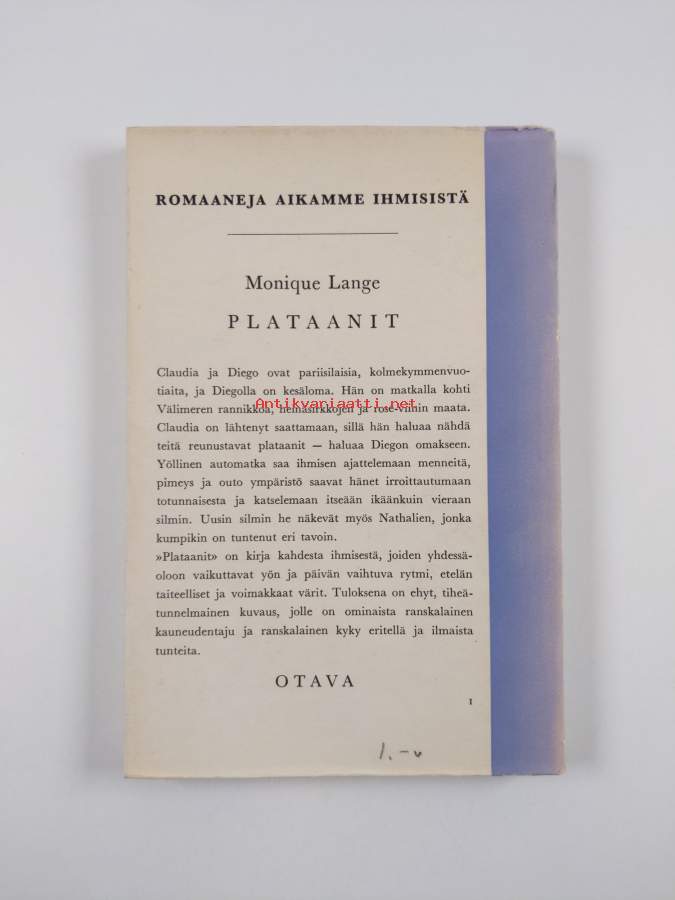 ROMAANEJA AIKAMME IHMISISTÄ
Monique Lange
PLATAANIT
Claudia ja Diego ovat pariisilaisia, kolmekymmenvuo-
tiaita, ja Diegolla on kesäloma. Hän on matkalla kohti
Antikvariaatti.net
Välimeren rannikkoa, heinäsirkkojen ja rosé-viinin maata.
Claudia on lähtenyt saattamaan, sillä hän haluaa nähdä
teitä reunustavat plataanit — haluaa Diegon omakseen.
Yöllinen automatka saa ihmisen ajattelemaan menneitä,
pimeys ja outo ympäristö saavat hänet irroittautumaan
totunnaisesta ja katselemaan itseään ikäänkuin vieraan
silmin. Uusin silmin he näkevät myös Nathalien, jonka
kumpikin on tuntenut eri tavoin.
»Plataanit» on kirja kahdesta ihmisestä, joiden yhdessä-
oloon vaikuttavat yön ja päivän vaihtuva rytmi, etelän
taiteelliset ja voimakkaat värit. Tuloksena on ehyt, tiheä-
tunnelmainen kuvaus, jolle on ominaista ranskalainen
kauneudentaju ja ranskalainen kyky eritellä ja ilmaista
tunteita.
OTAVA
1